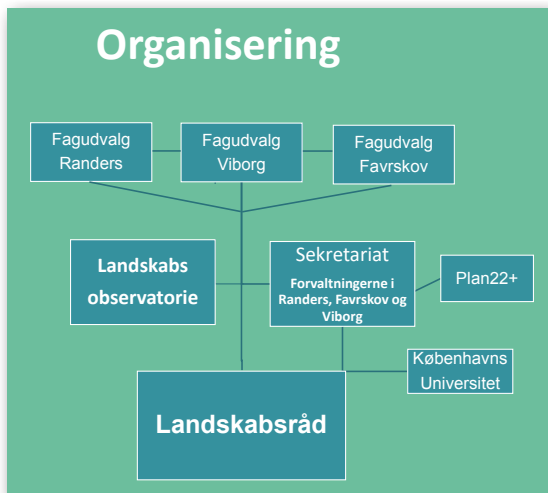 Organisering
Fagudvalg
Randers
Fagudvalg
Viborg
Fagudvalg
Favrskov
Landskabs
observatorie
Sekretariat
Forvaltningerne i
Randers, Favrskov og
Viborg
Plan22+
Københavns
Universitet
Landskabsråd